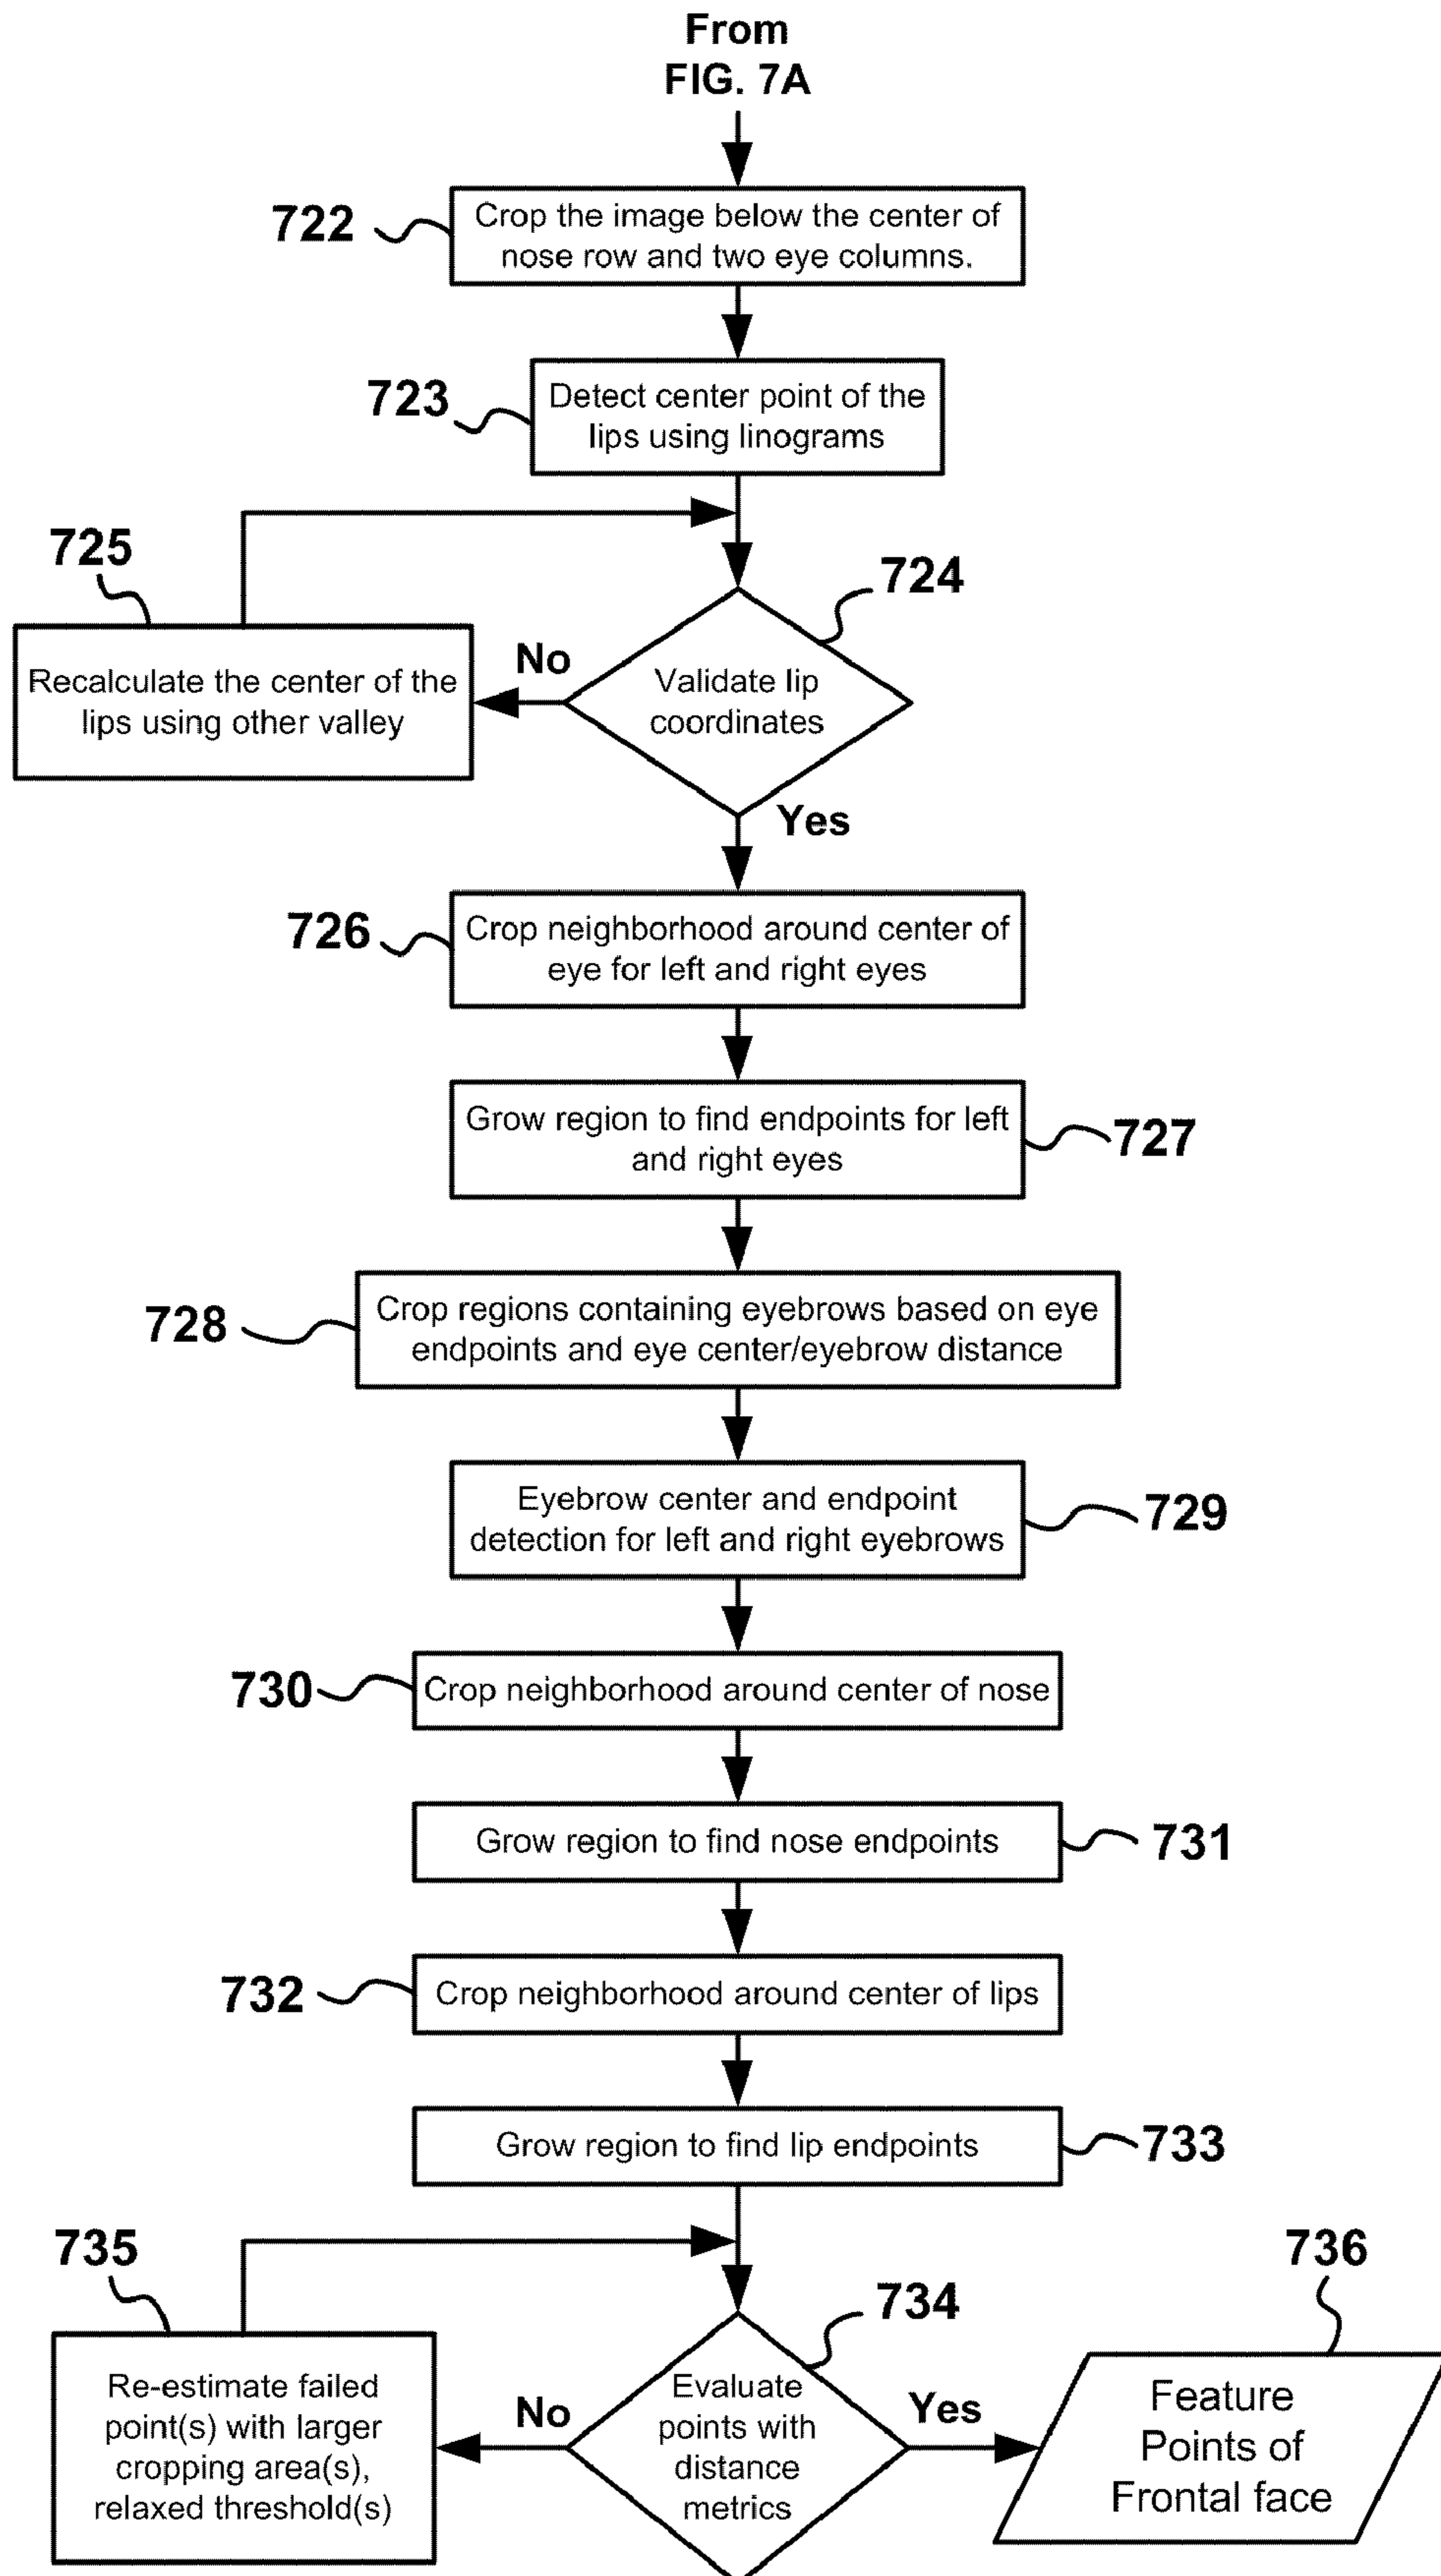 From
FIG. 7A
722
Crop the image below the center of
nose row and two eye columns.
723
Detect center point of the
lips using linograms
725
724
Recalculate the center of the
lips using other valley
No
Validate lip
coordinates
Yes
726
Crop neighborhood around center of
eye for left and right eyes
Grow region to find endpoints for left
and right eyes
727
728
Crop regions containing eyebrows based on eye
endpoints and eye center/eyebrow distance
Eyebrow center and endpoint
detection for left and right eyebrows
729
730
Crop neighborhood around center of nose
Grow region to find nose endpoints
731
732
Crop neighborhood around center of lips
Grow region to find lip endpoints
733
735
734
736
Re-estimate failed
point(s) with larger
cropping area(s),
relaxed threshold(s)
No
Evaluate
points with
distance
metrics
Yes
Feature
Points of
Frontal face